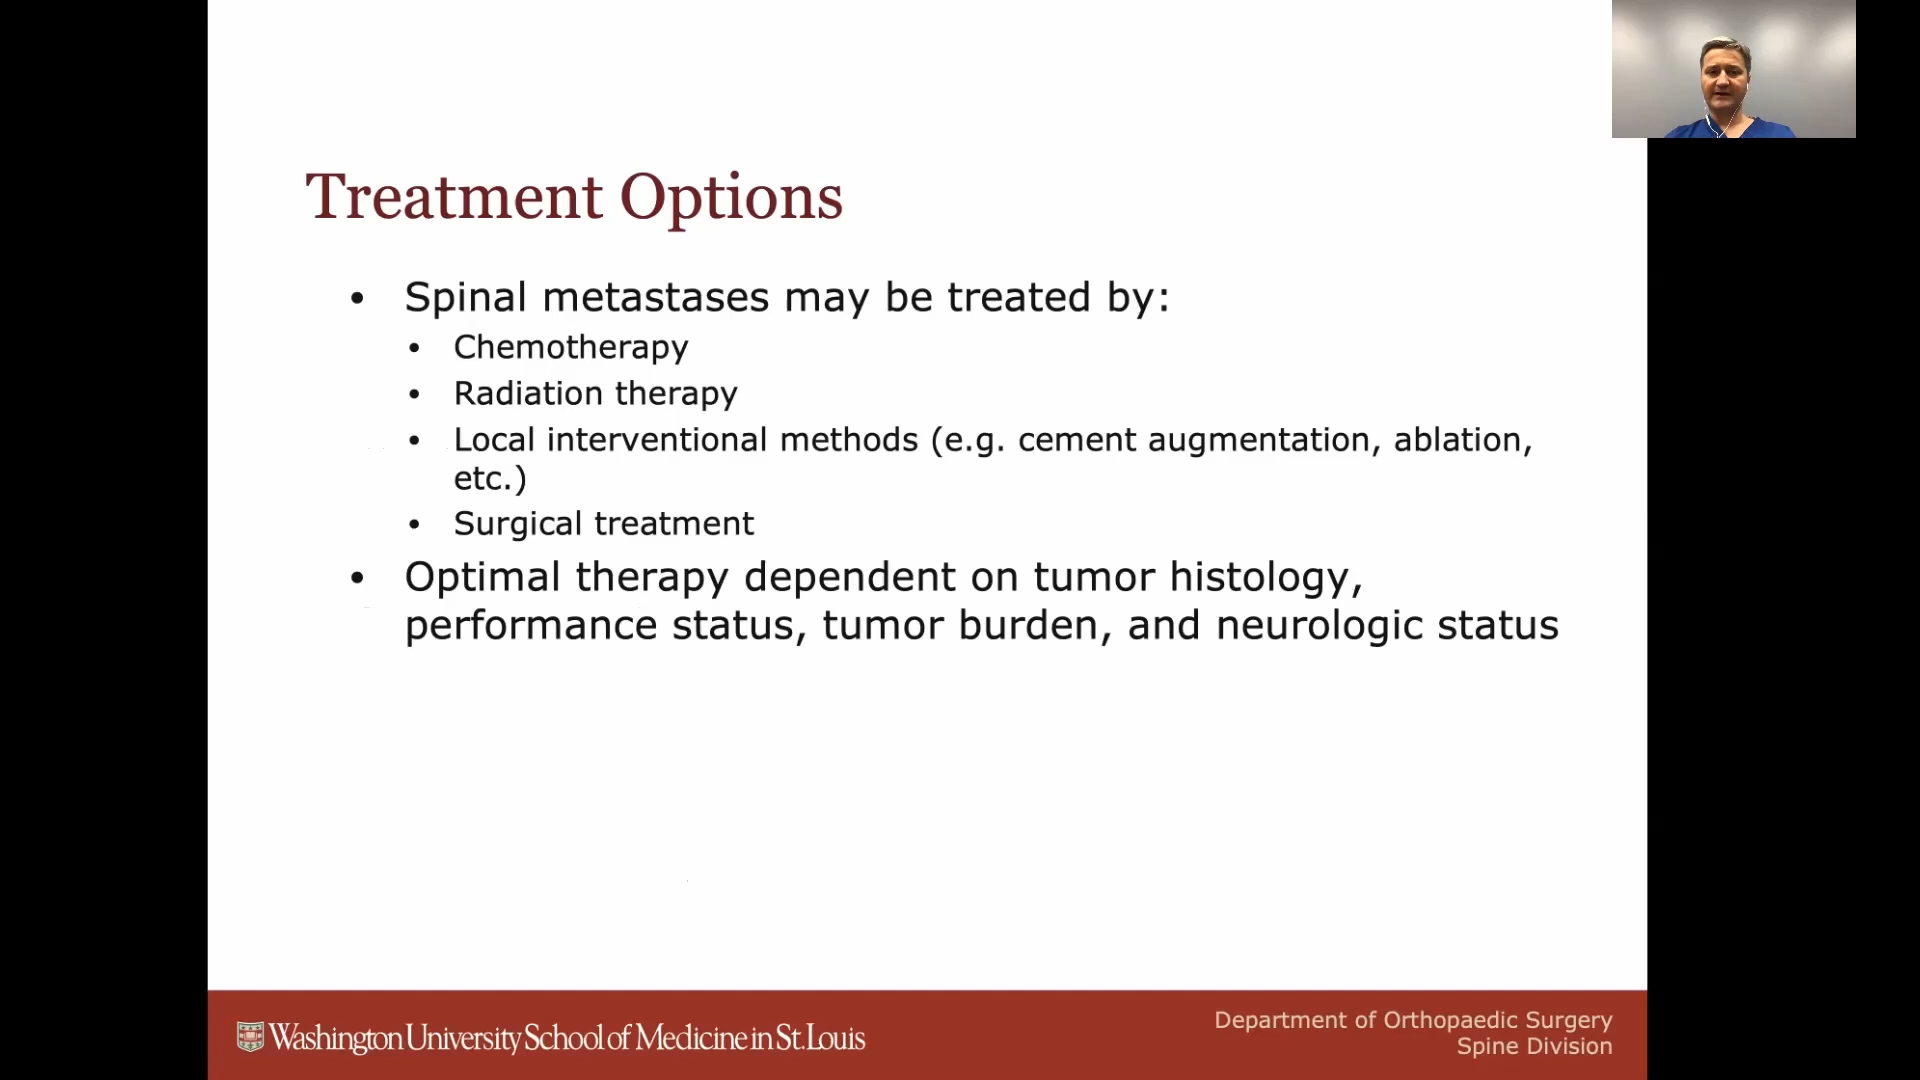 Treatment Options
• Spinal metastases may be treated by:
• Chemotherapy
• Radiation therapy
• Local interventional methods (e.g. cement augmentation, ablation,
etc.)
• Surgical treatment
• Optimal therapy dependent on tumor histology,
performance status, tumor burden, and neurologic status
Washington University School of Medicine in St. Louis
Department of Orthopaedic Surgery
Spine Division